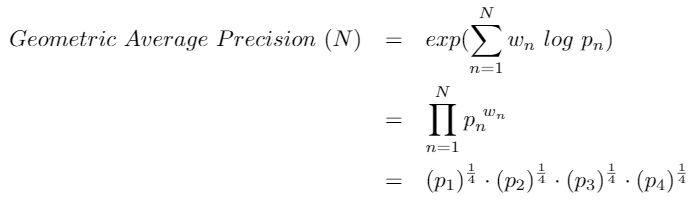 Geometric Average Precision (N) = exp(∑_{n=1}^{N} w_n log p_n)
= ∏_{n=1}^{N} p_n^{w_n}
= (p_1)^{1/4} · (p_2)^{1/4} · (p_3)^{1/4} · (p_4)^{1/4}